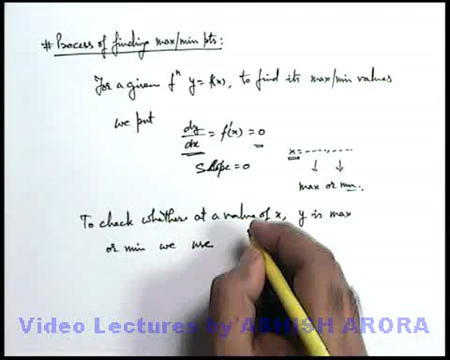 # Process of finding max/min pts:
For a given fⁿ y=f(x), to find its max/min values
we put
dy/dx = f'(x) = 0
Slope = 0
x = ........
↓ ↓
max or min.
To check whether at a value of x, y is max
or min we use
Video Lectures by ASHISH ARORA